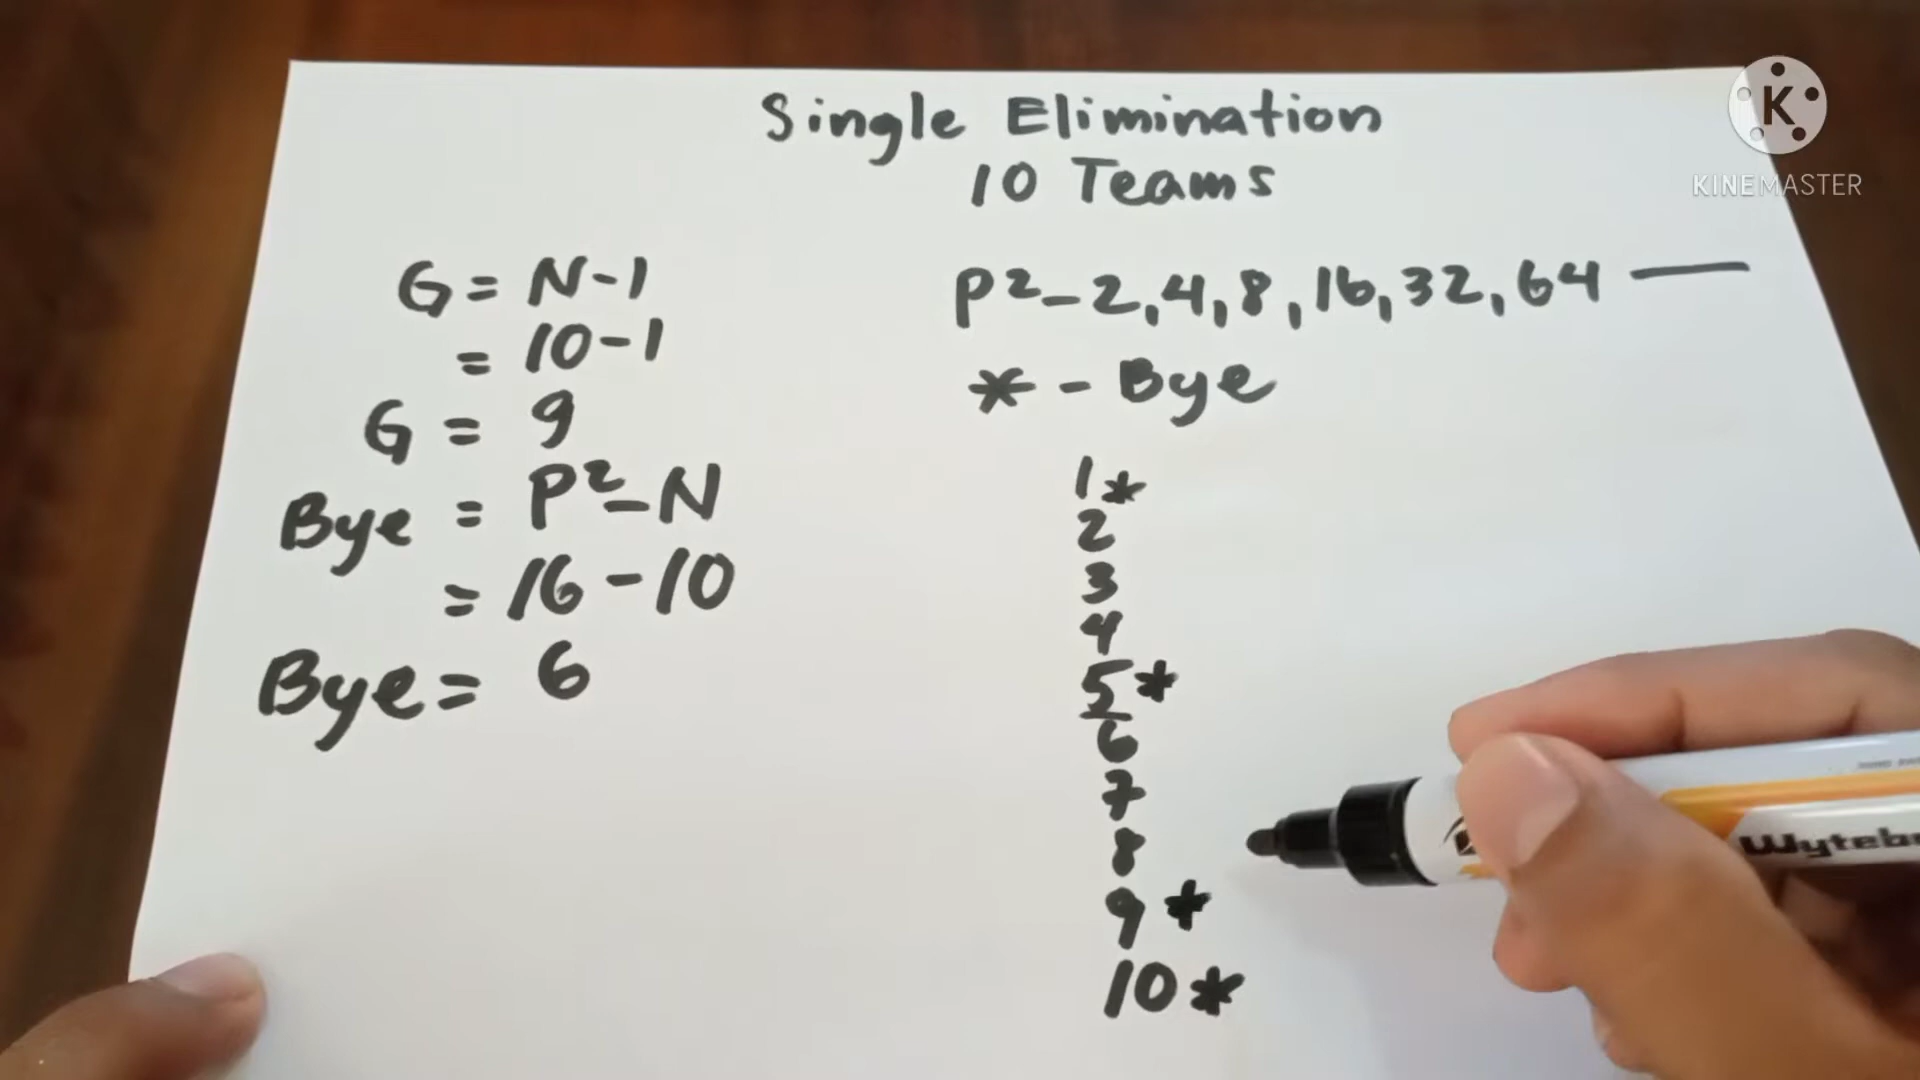 Single Elimination
10 Teams
G = N-1
= 10-1
G = 9
Bye = P²-N
= 16-10
Bye = 6
P²-2,4,8,16,32,64 —
* - Bye
1*
2
3
4
5*
6
7
8
9*
10*
K
KINEMASTER